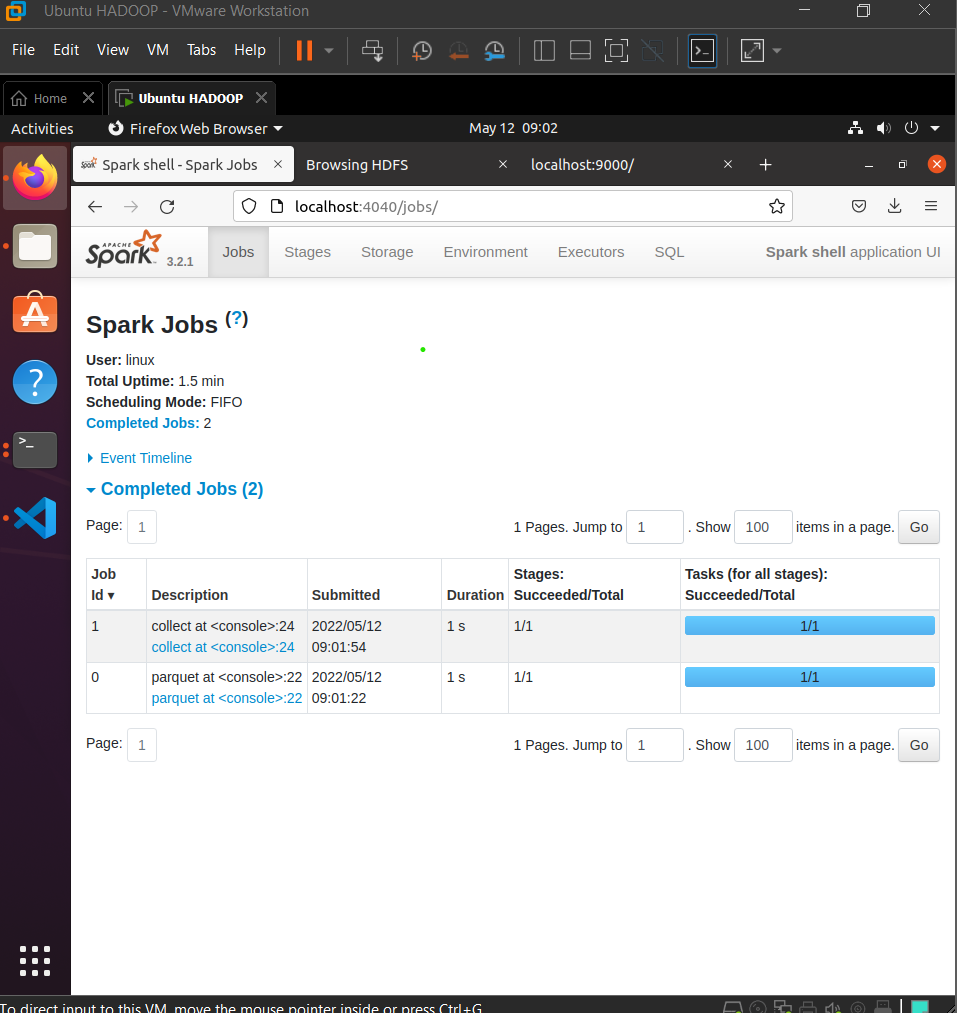 Ubuntu HADOOP - VMware Workstation
File Edit View VM Tabs Help
Home Ubuntu HADOOP
Activities Firefox Web Browser May 12 09:02
Spark shell - Spark Jobs Browsing HDFS localhost:9000/
localhost:4040/jobs/
APACHE Spark 3.2.1 Jobs Stages Storage Environment Executors SQL Spark shell application UI
Spark Jobs (?)
User: linux
Total Uptime: 1.5 min
Scheduling Mode: FIFO
Completed Jobs: 2
Event Timeline
Completed Jobs (2)
Page: 1 1 Pages. Jump to 1 . Show 100 items in a page. Go
Job Id ▾ Description Submitted Duration Stages: Succeeded/Total Tasks (for all stages): Succeeded/Total
1 collect at <console>:24 2022/05/12 1 s 1/1 1/1
collect at <console>:24 09:01:54
0 parquet at <console>:22 2022/05/12 1 s 1/1 1/1
parquet at <console>:22 09:01:22
Page: 1 1 Pages. Jump to 1 . Show 100 items in a page. Go
To direct input to this VM, move the mouse pointer inside or press Ctrl+G.